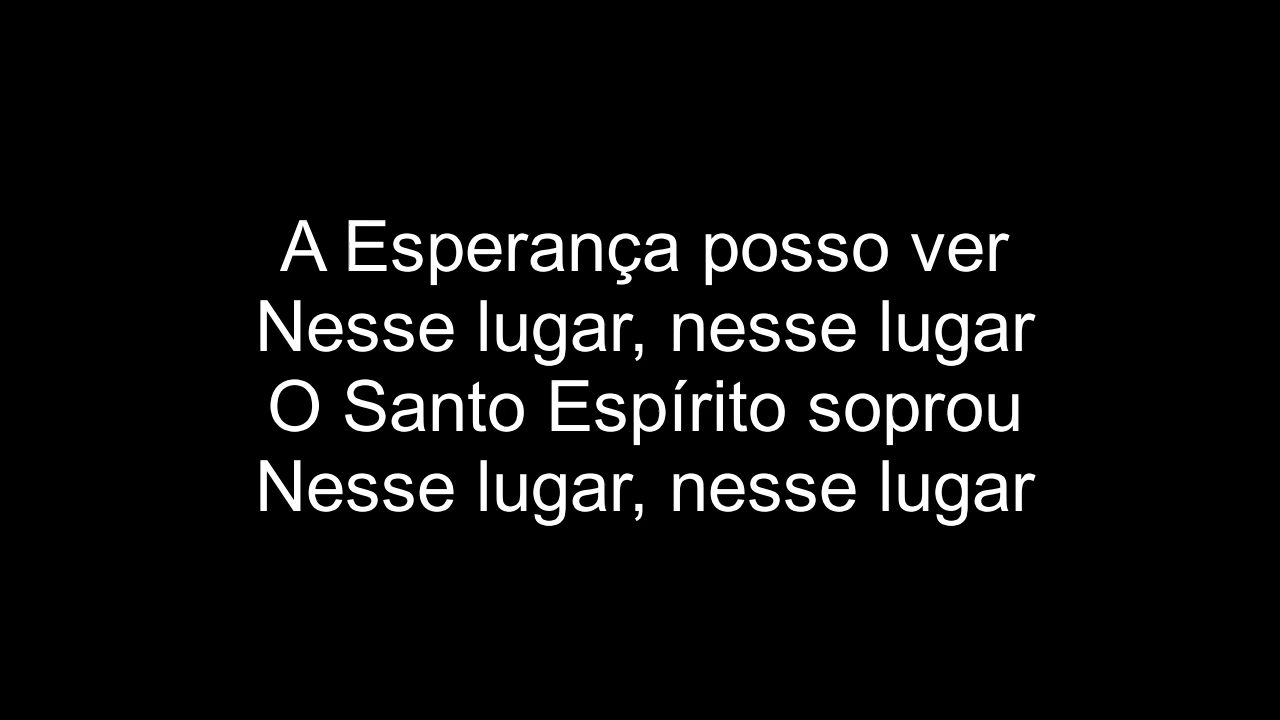 A Esperança posso ver
Nesse lugar, nesse lugar
O Santo Espírito soprou
Nesse lugar, nesse lugar